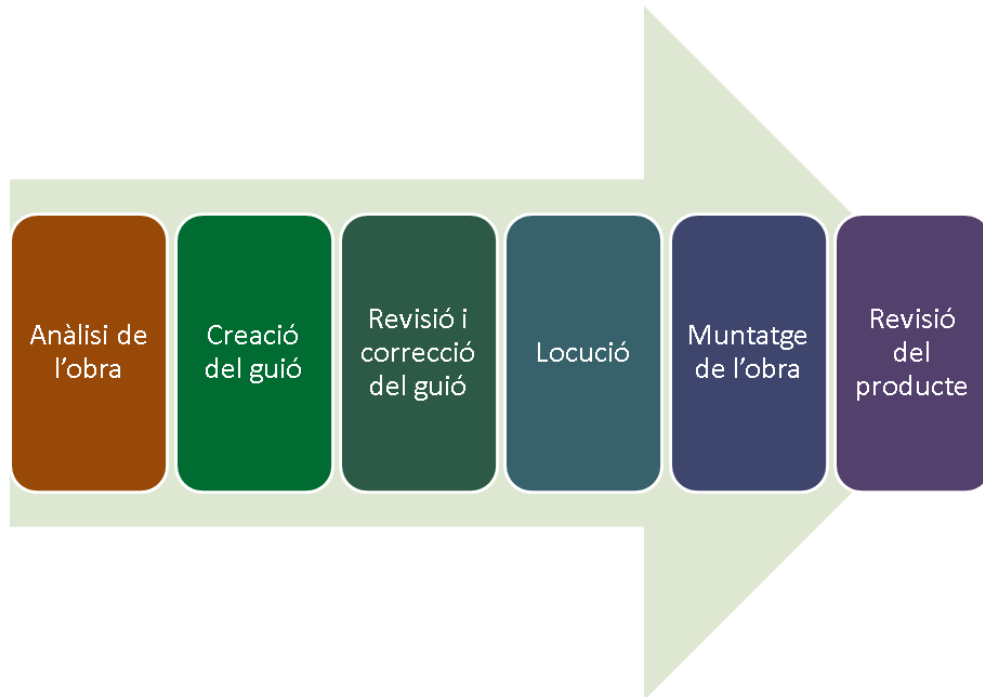 Anàlisi de
l’obra
Creació
del guió
Revisió i
correcció
del guió
Locució
Muntatge
de l’obra
Revisió
del
producte